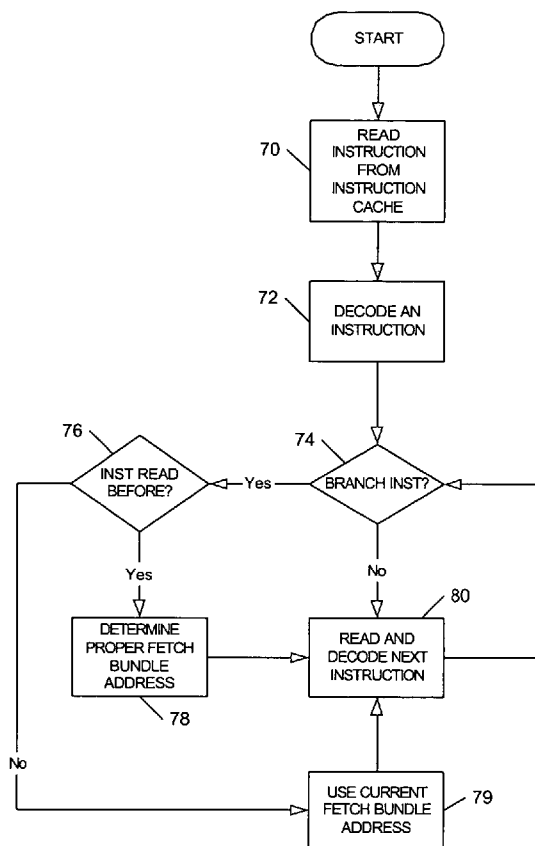 START
70
READ
INSTRUCTION
FROM
INSTRUCTION
CACHE
72
DECODE AN
INSTRUCTION
76
INST READ
BEFORE?
Yes
74
BRANCH INST?
Yes
No
DETERMINE
PROPER FETCH
BUNDLE
ADDRESS
78
80
READ AND
DECODE NEXT
INSTRUCTION
No
USE CURRENT
FETCH BUNDLE
ADDRESS
79